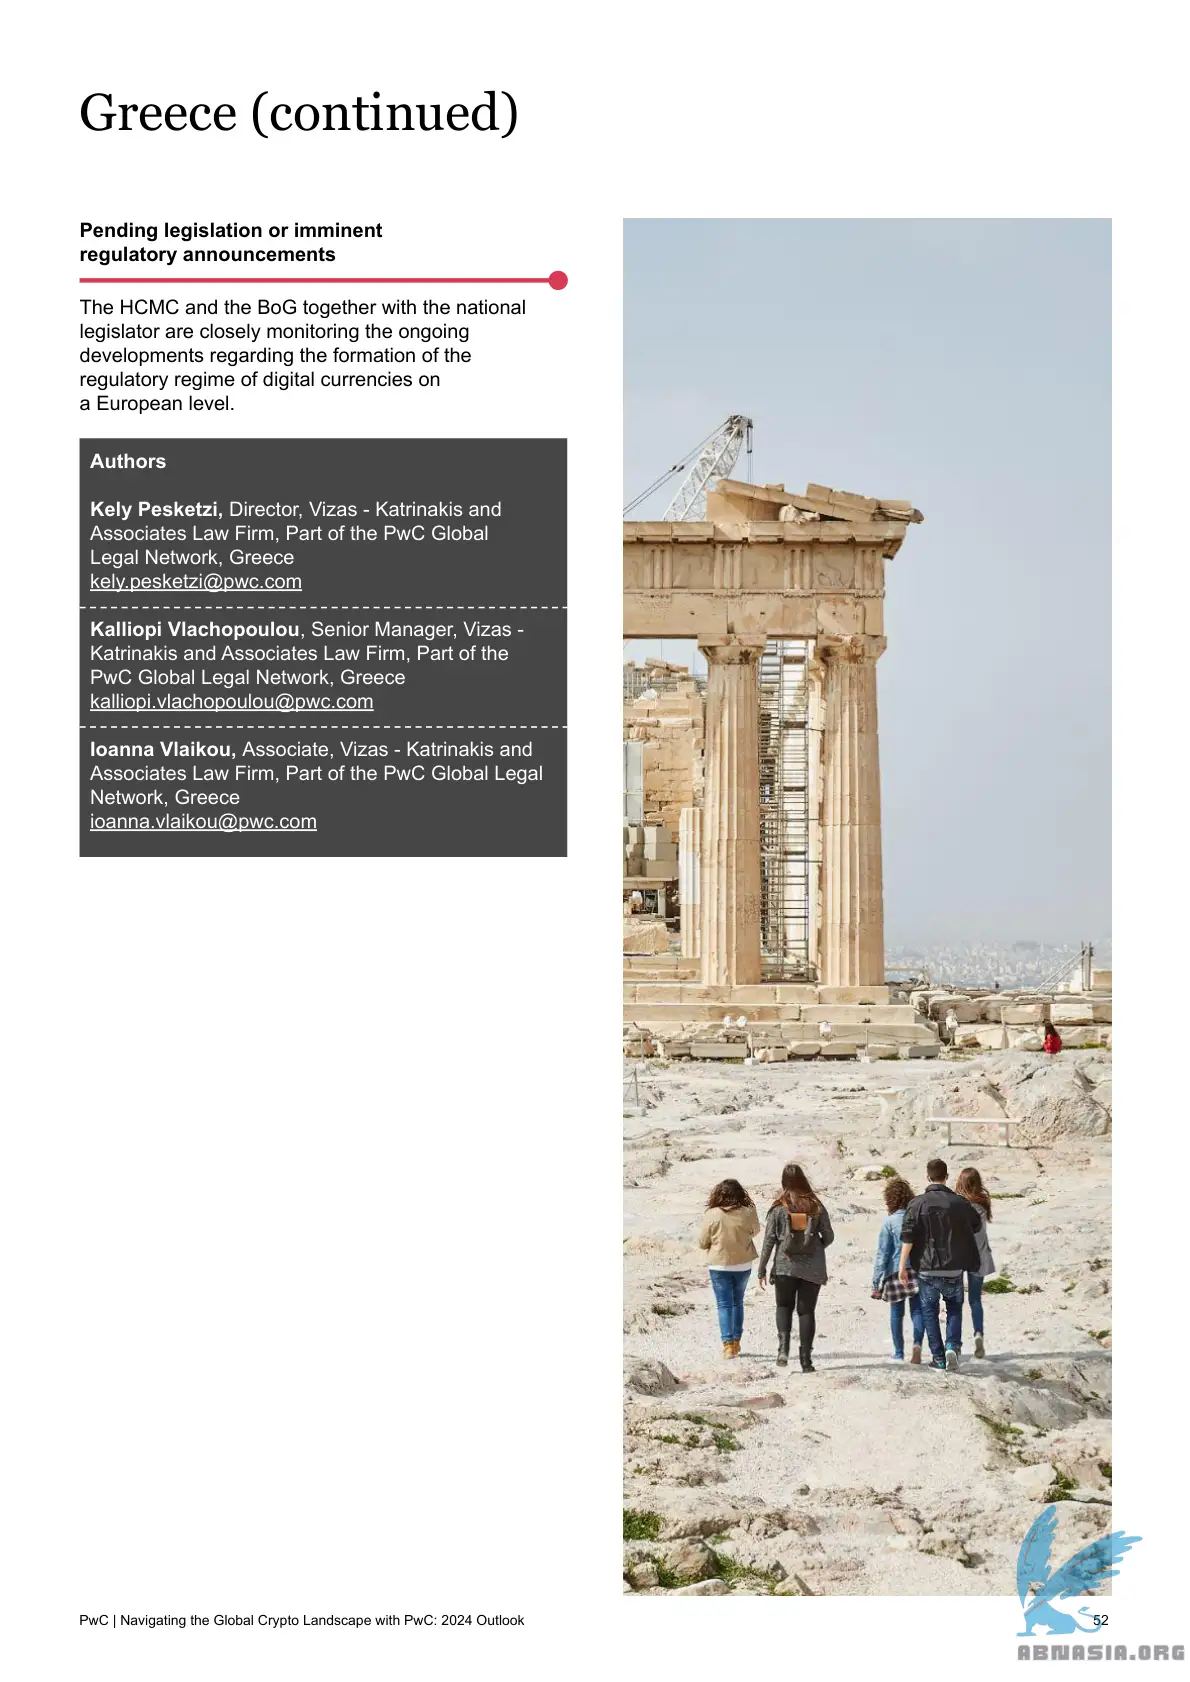 Greece (continued)
Pending legislation or imminent
regulatory announcements
The HCMC and the BoG together with the national
legislator are closely monitoring the ongoing
developments regarding the formation of the
regulatory regime of digital currencies on
a European level.
Authors
Kely Pesketzi, Director, Vizas - Katrinakis and
Associates Law Firm, Part of the PwC Global
Legal Network, Greece
kely.pesketzi@pwc.com
Kalliopi Vlachopoulou, Senior Manager, Vizas -
Katrinakis and Associates Law Firm, Part of the
PwC Global Legal Network, Greece
kalliopi.vlachopoulou@pwc.com
Ioanna Vlaikou, Associate, Vizas - Katrinakis and
Associates Law Firm, Part of the PwC Global Legal
Network, Greece
ioanna.vlaikou@pwc.com
PwC | Navigating the Global Crypto Landscape with PwC: 2024 Outlook
52
ABNASIA.ORG